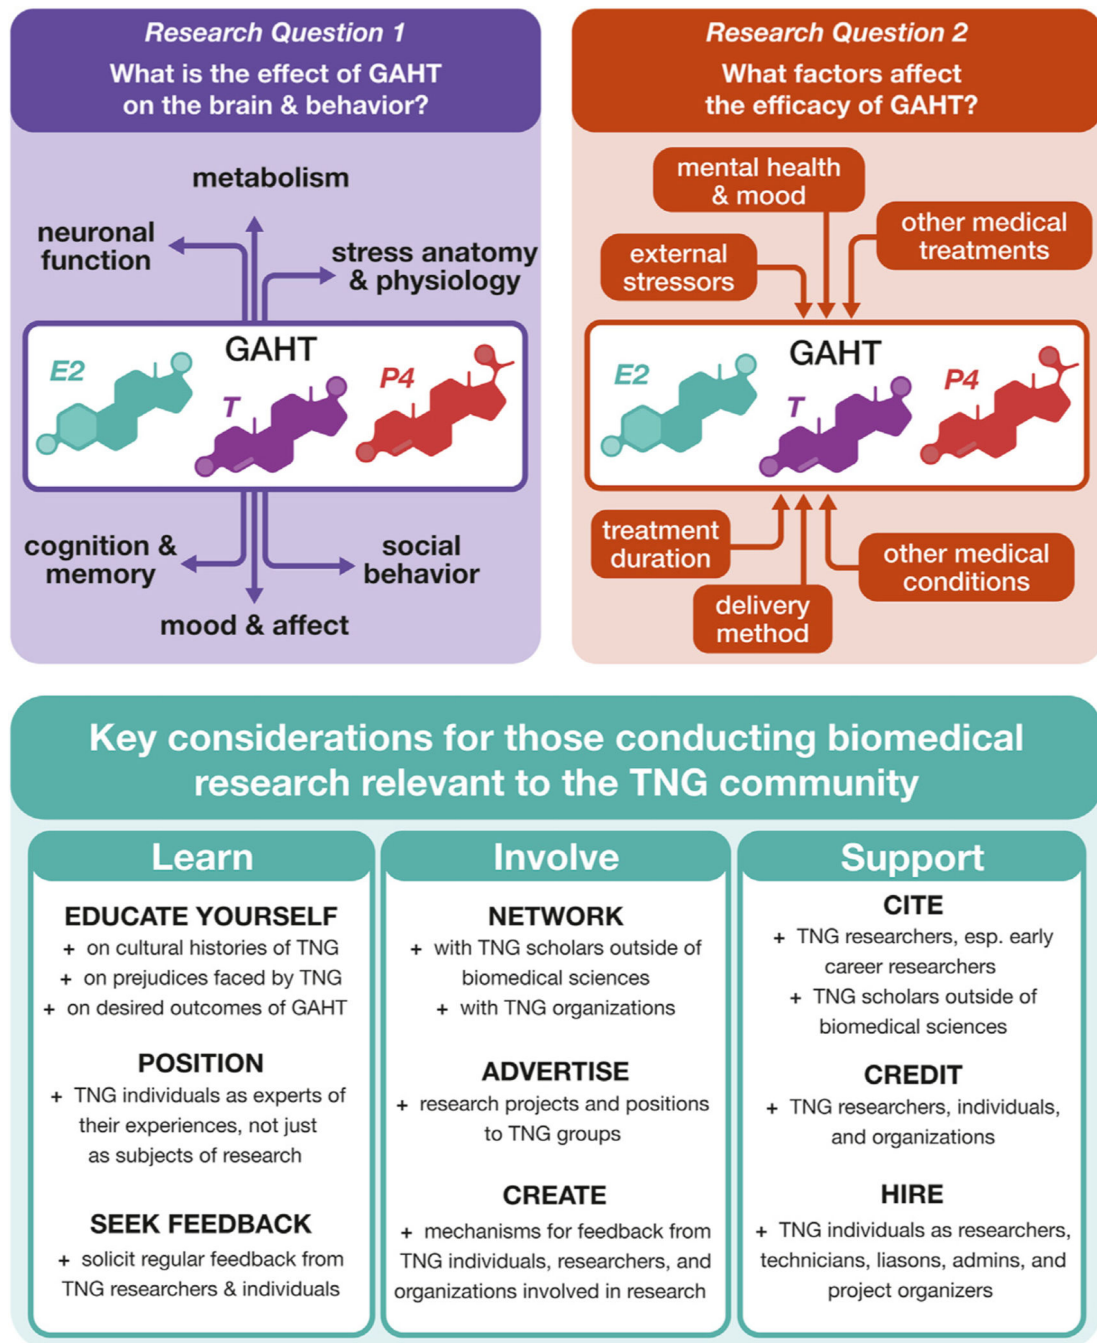 Research Question 1
What is the effect of GAHT
on the brain & behavior?
metabolism
neuronal
function
stress anatomy
& physiology
GAHT
E2
T
P4
cognition &
memory
social
behavior
mood & affect
Research Question 2
What factors affect
the efficacy of GAHT?
mental health
& mood
other medical
treatments
external
stressors
GAHT
E2
T
P4
treatment
duration
other medical
conditions
delivery
method
Key considerations for those conducting biomedical
research relevant to the TNG community
Learn
EDUCATE YOURSELF
+ on cultural histories of TNG
+ on prejudices faced by TNG
+ on desired outcomes of GAHT
POSITION
+ TNG individuals as experts of
their experiences, not just
as subjects of research
SEEK FEEDBACK
+ solicit regular feedback from
TNG researchers & individuals
Involve
NETWORK
+ with TNG scholars outside of
biomedical sciences
+ with TNG organizations
ADVERTISE
+ research projects and positions
to TNG groups
CREATE
+ mechanisms for feedback from
TNG individuals, researchers, and
organizations involved in research
Support
CITE
+ TNG researchers, esp. early
career researchers
+ TNG scholars outside of
biomedical sciences
CREDIT
+ TNG researchers, individuals,
and organizations
HIRE
+ TNG individuals as researchers,
technicians, liasons, admins, and
project organizers